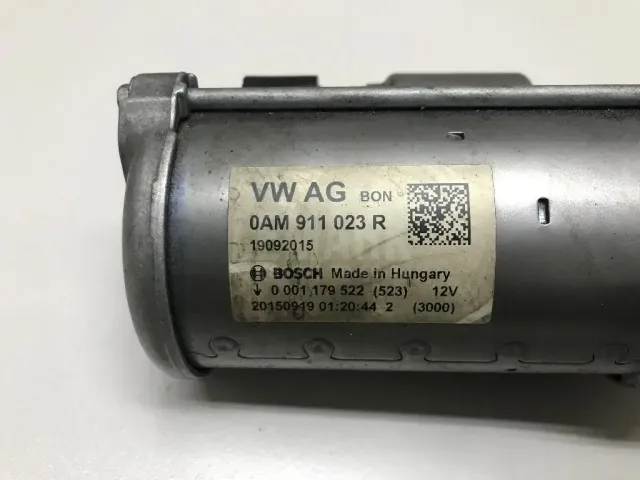 VW AG BON
0AM 911 023 R
19092015
BOSCH Made in Hungary
↓ 0 001 179 522 (523) 12V
20150919 01:20:44 2 (3000)